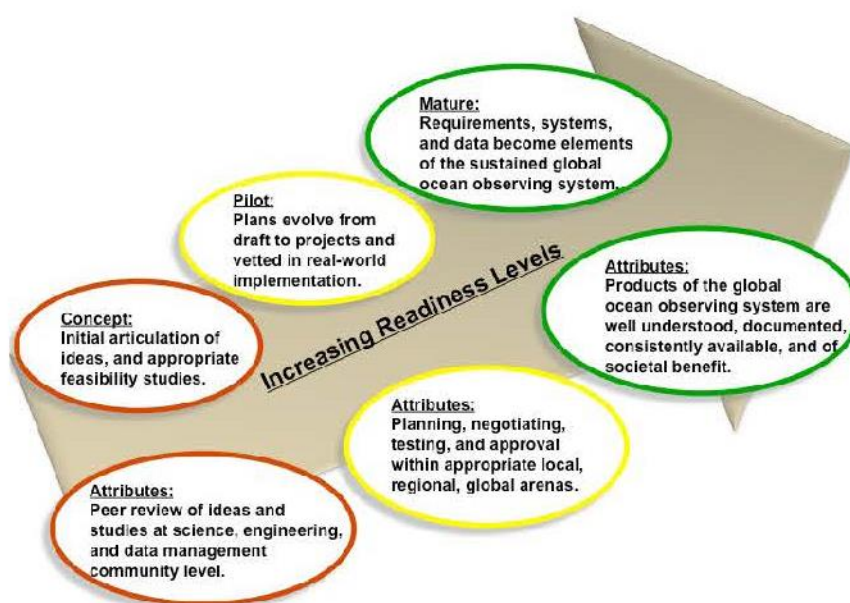 Mature:
Requirements, systems,
and data become elements
of the sustained global
ocean observing system.
Pilot:
Plans evolve from
draft to projects and
vetted in real-world
implementation.
Concept:
Initial articulation of
ideas, and appropriate
feasibility studies.
Increasing Readiness Levels
Attributes:
Products of the global
ocean observing system are
well understood, documented,
consistently available, and of
societal benefit.
Attributes:
Planning, negotiating,
testing, and approval
within appropriate local,
regional, global arenas.
Attributes:
Peer review of ideas and
studies at science, engineering,
and data management
community level.